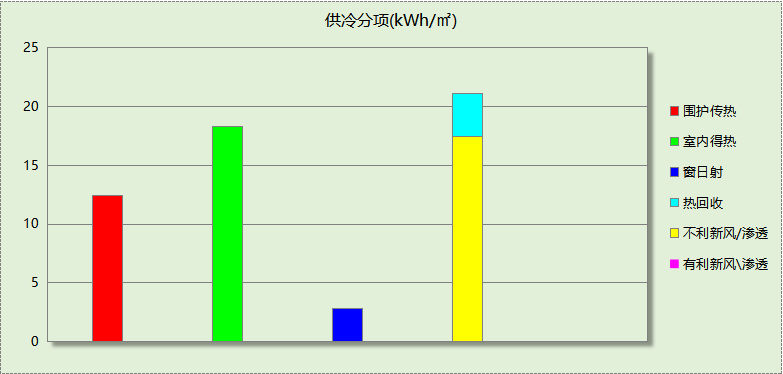 供冷分项(kWh/㎡)
25
20
15
10
5
0
围护传热
室内得热
窗日射
热回收
不利新风/渗透
有利新风\渗透